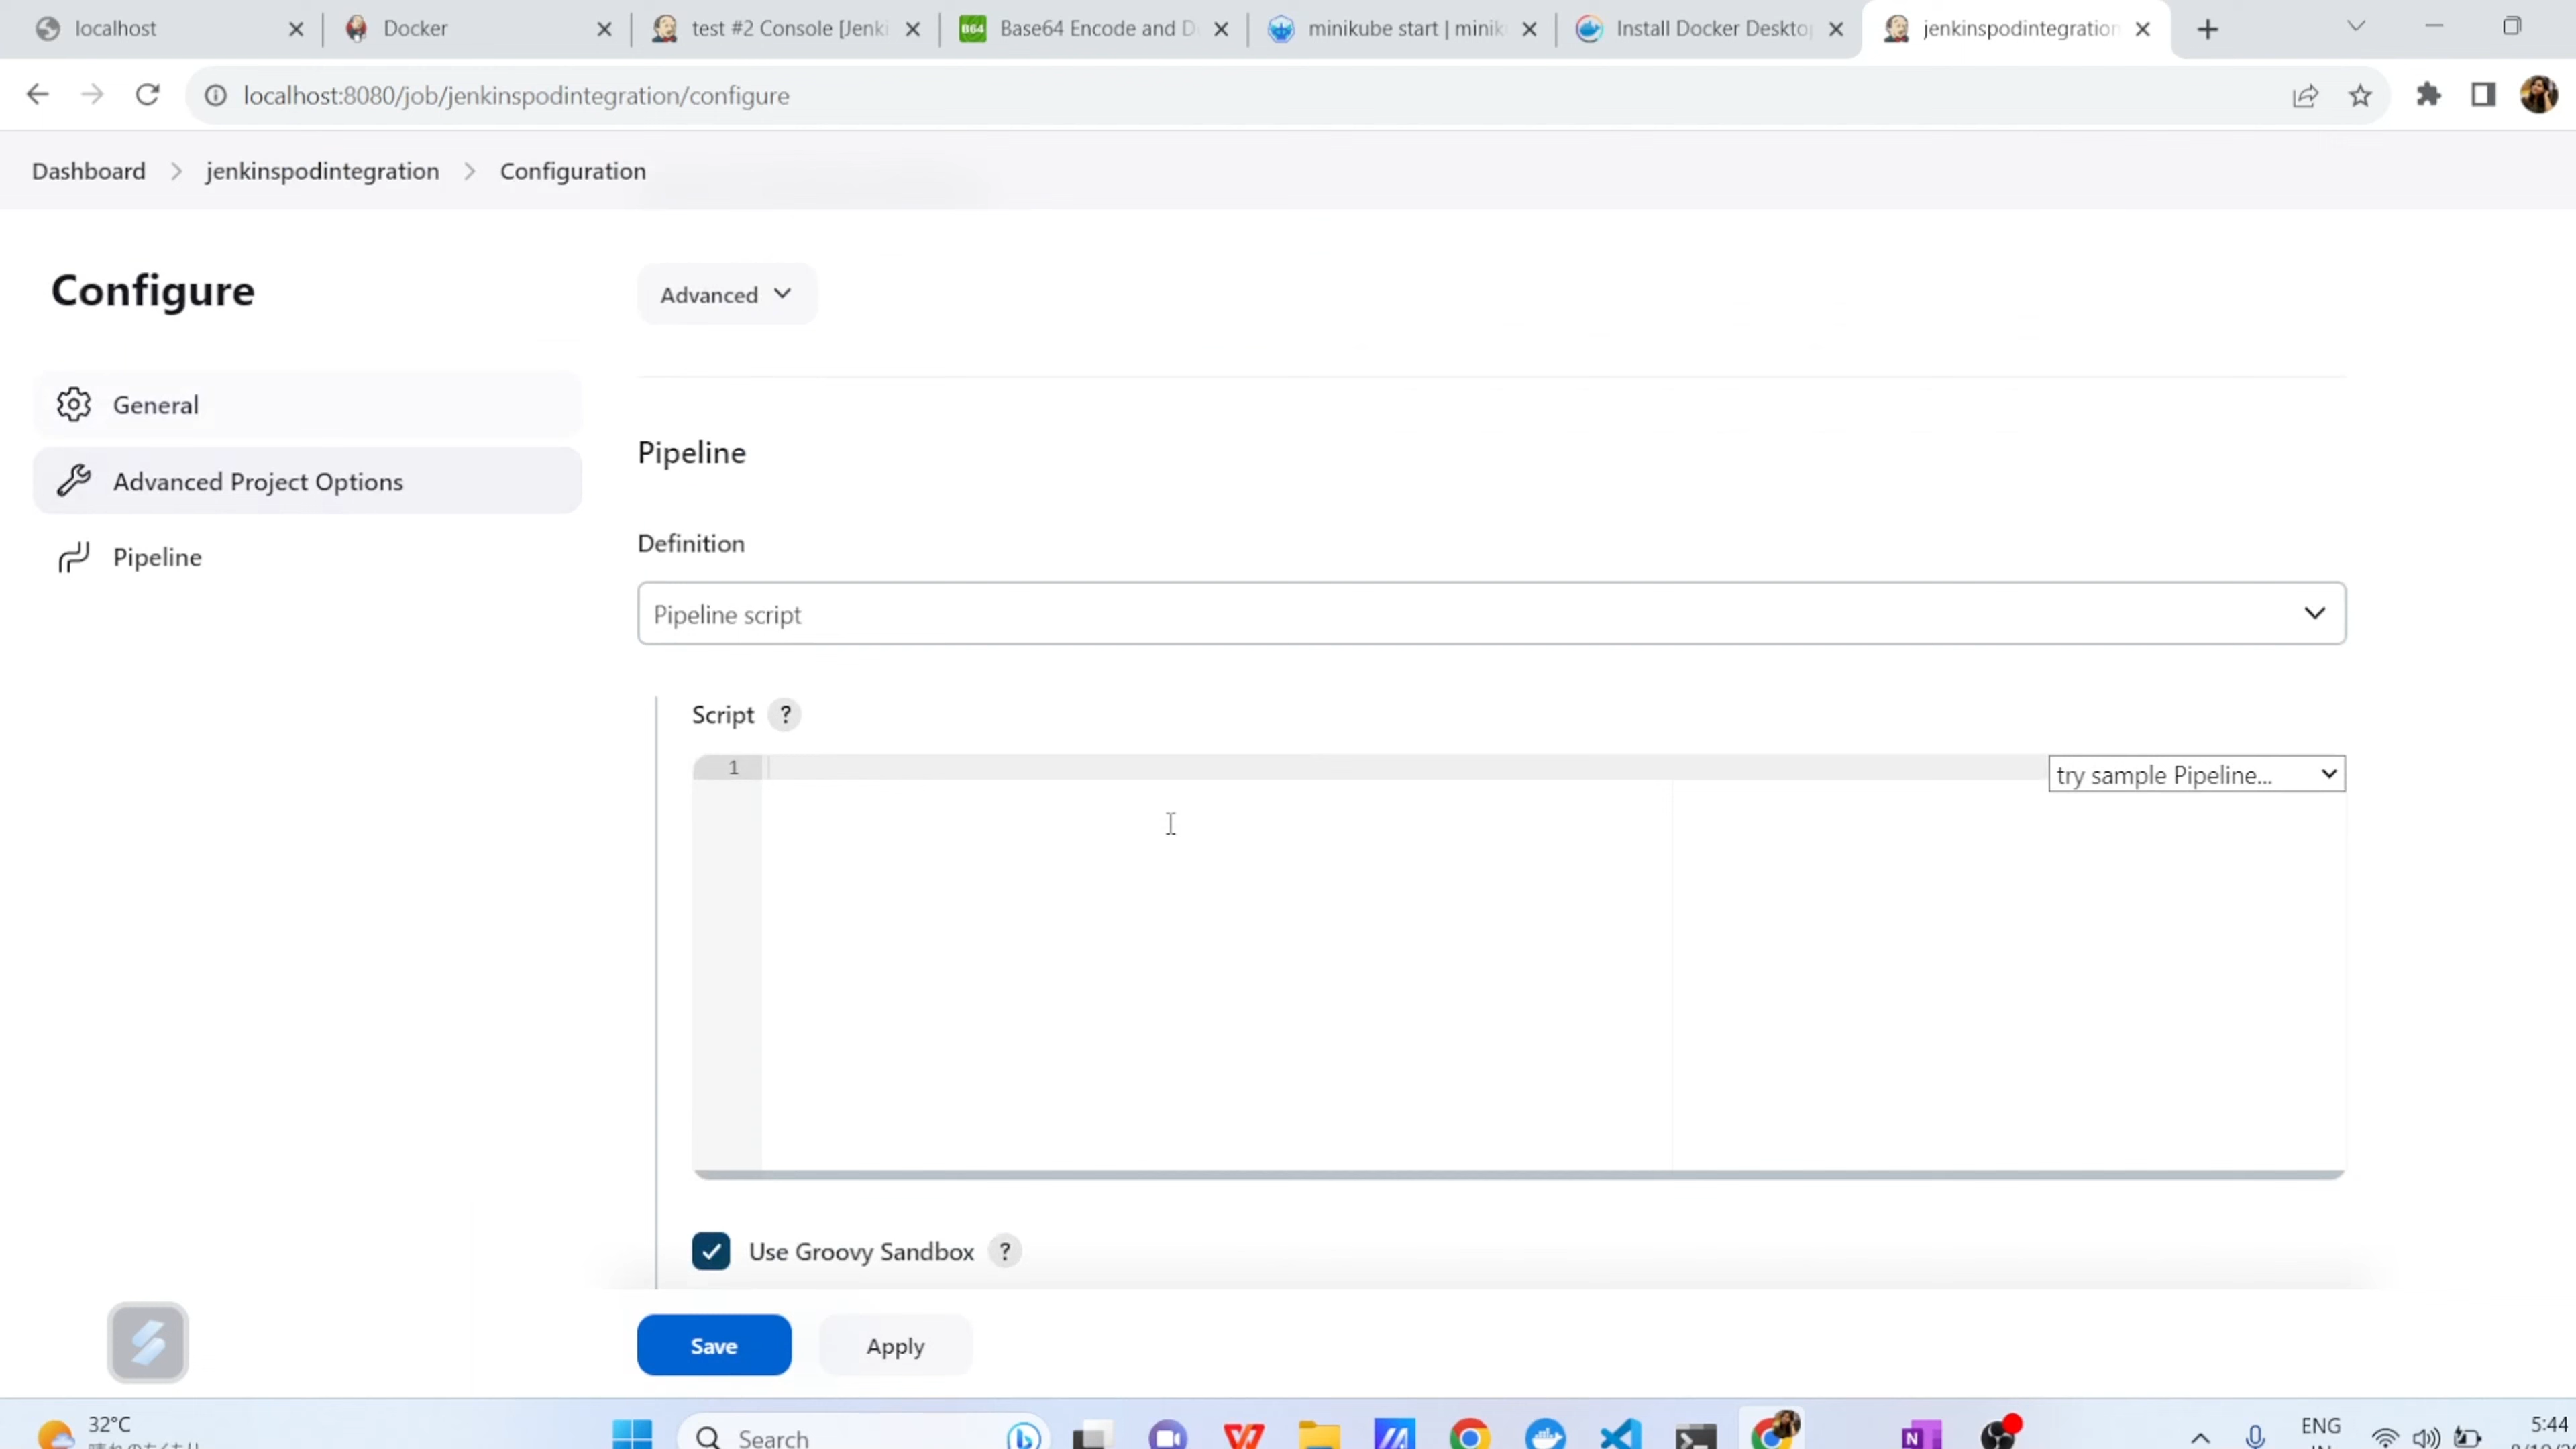 localhost
Docker
test #2 Console [Jenki
B64 Base64 Encode and D
minikube start | minik
Install Docker Deskto
jenkinspodintegration
localhost:8080/job/jenkinspodintegration/configure
Dashboard > jenkinspodintegration > Configuration
Configure
General
Advanced Project Options
Pipeline
Advanced
Pipeline
Definition
Pipeline script
Script ?
1
try sample Pipeline...
Use Groovy Sandbox ?
Save Apply
32°C
Search
ENG
IN
5:44